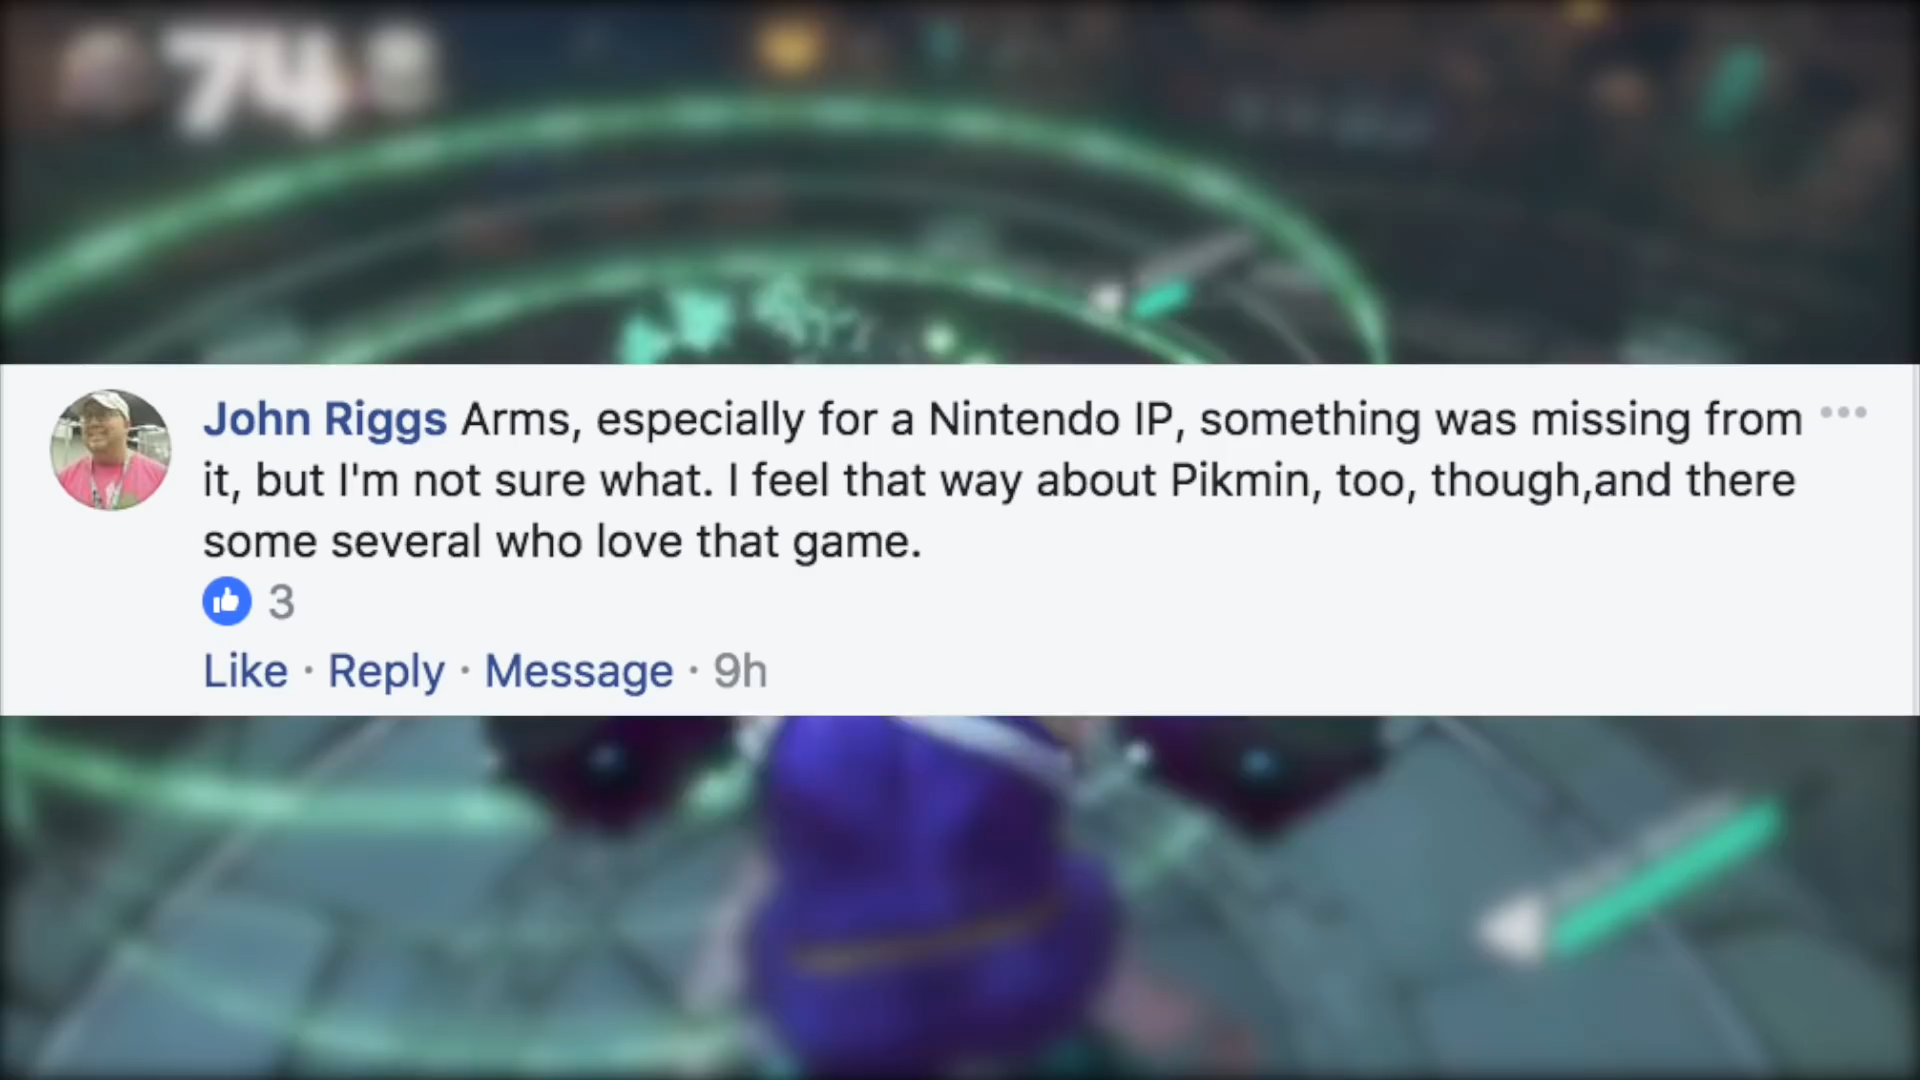 74
John Riggs Arms, especially for a Nintendo IP, something was missing from
it, but I'm not sure what. I feel that way about Pikmin, too, though,and there
some several who love that game.
3
Like · Reply · Message · 9h